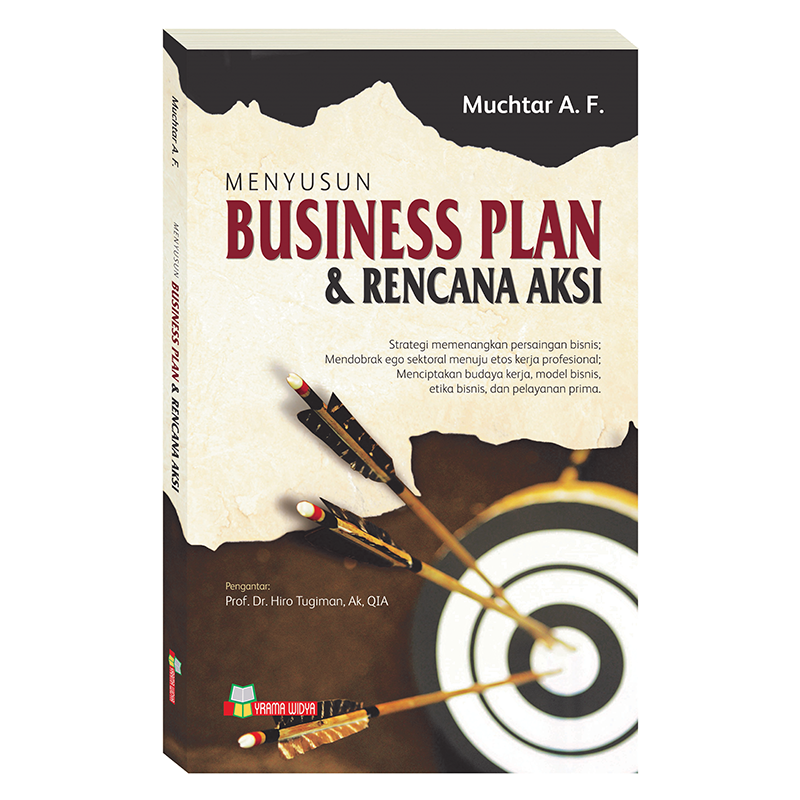 Muchtar A. F.
MENYUSUN
BUSINESS PLAN
& RENCANA AKSI
Strategi memenangkan persaingan bisnis;
Mendobrak ego sektoral menuju etos kerja profesional;
Menciptakan budaya kerja, model bisnis,
etika bisnis, dan pelayanan prima.
Pengantar:
Prof. Dr. Hiro Tugiman, Ak, QIA
YRAMA WIDYA
Muchtar A. F.
MENYUSUN BUSINESS PLAN & RENCANA AKSI
YRAMA WIDYA